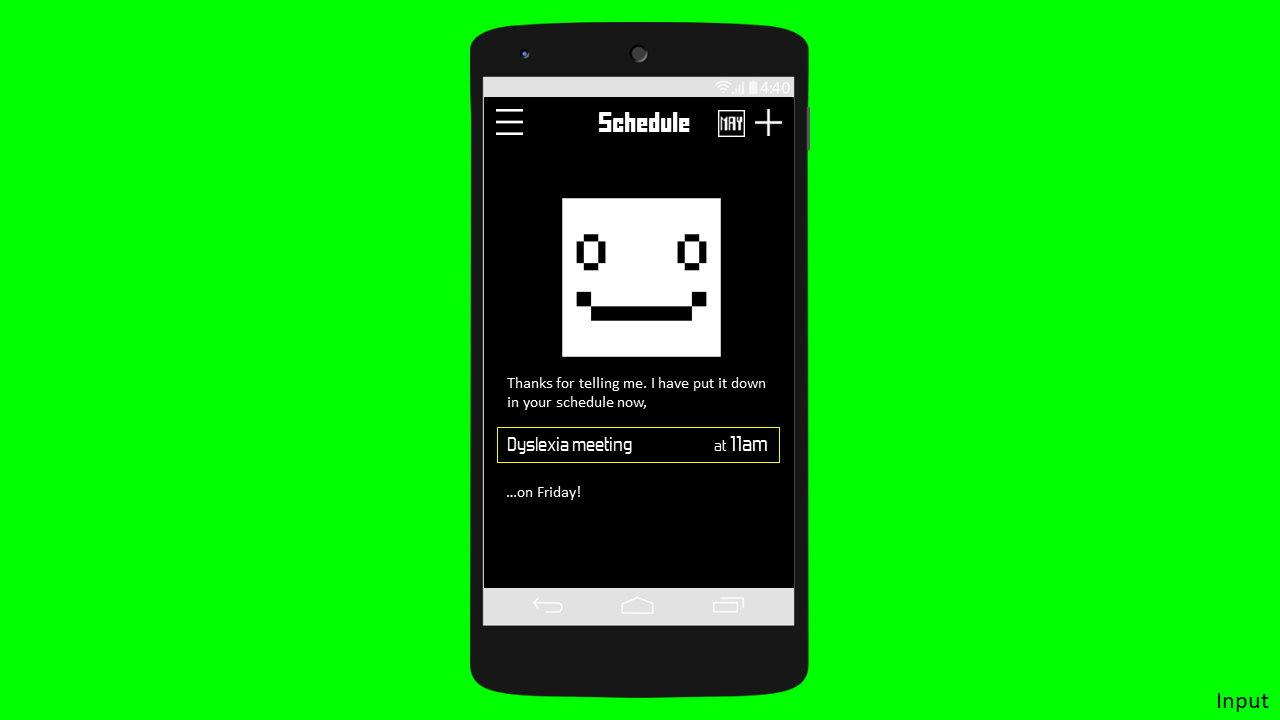 4:40
Schedule
MAY
Thanks for telling me. I have put it down
in your schedule now,
Dyslexia meeting at 11am
...on Friday!
Input